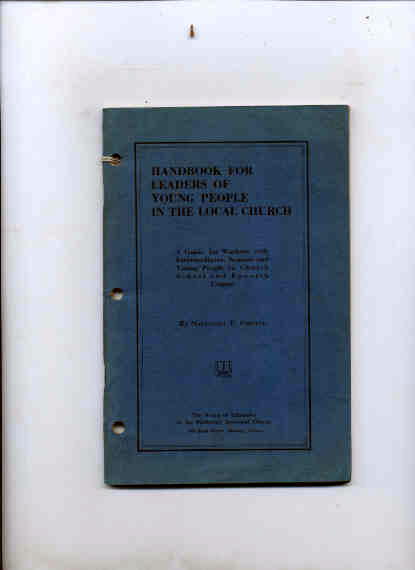 HANDBOOK FOR
LEADERS OF
YOUNG PEOPLE
IN THE LOCAL CHURCH
A Guide for Workers with
Intermediates, Seniors and
Young People in Church
School and Epworth
League
By
The Board of Education
of the Methodist Episcopal Church